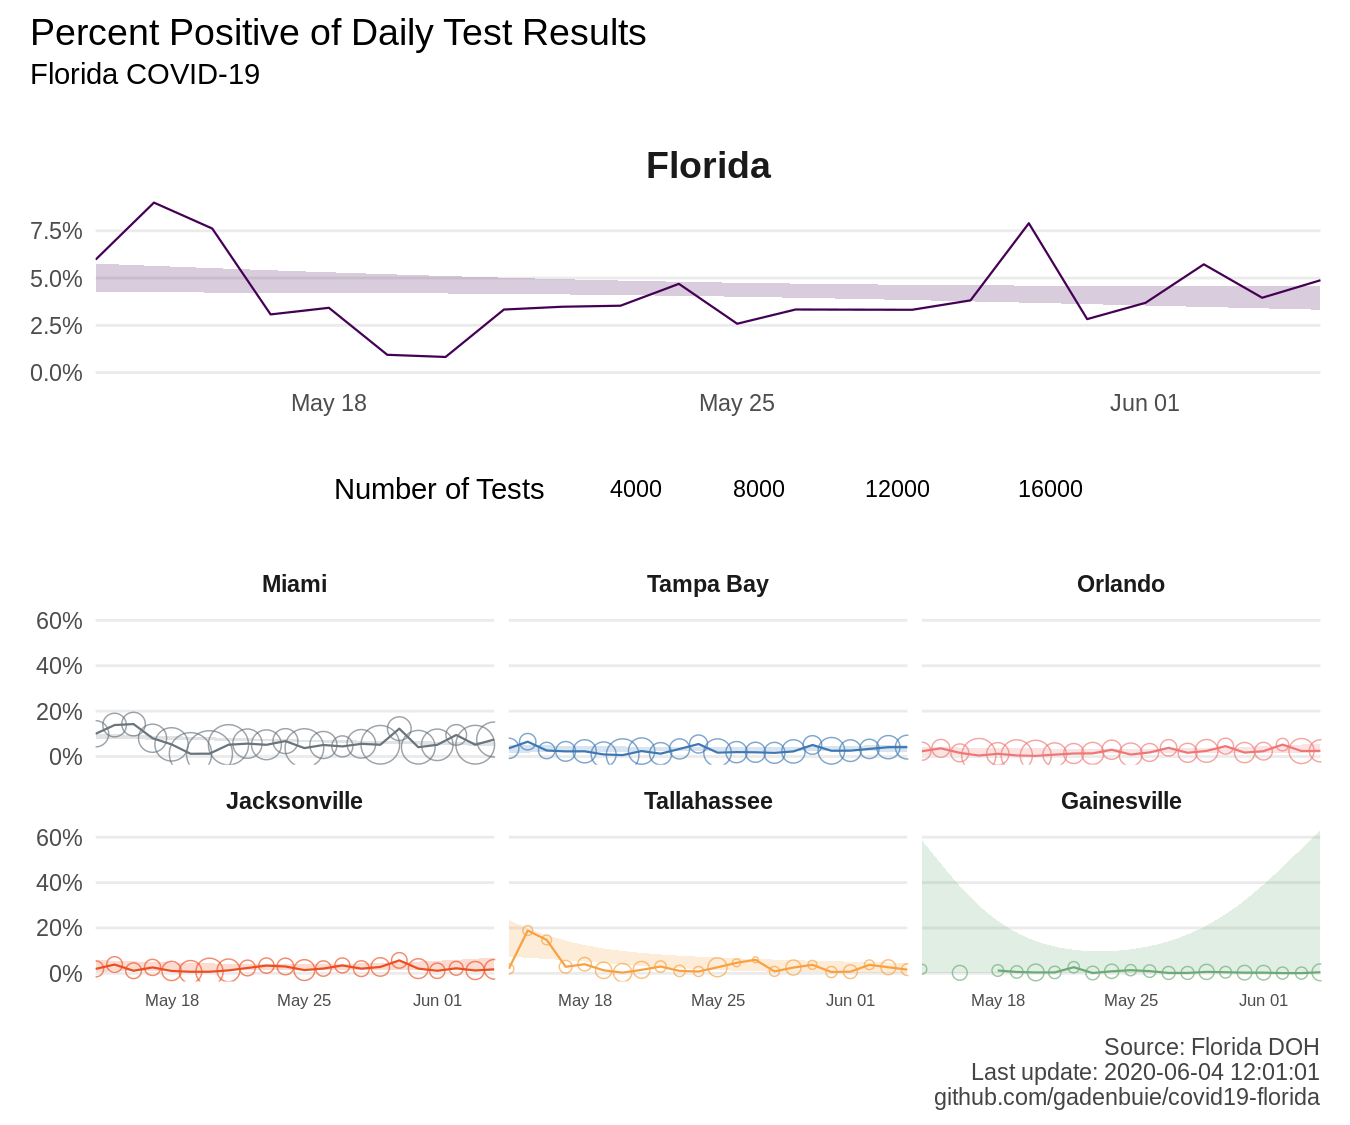 Percent Positive of Daily Test Results
Florida COVID-19
Florida
7.5%
5.0%
2.5%
0.0%
May 18 May 25 Jun 01
Number of Tests 4000 8000 12000 16000
Miami Tampa Bay Orlando
60%
40%
20%
0%
Jacksonville Tallahassee Gainesville
60%
40%
20%
0%
May 18 May 25 Jun 01 May 18 May 25 Jun 01 May 18 May 25 Jun 01
Source: Florida DOH
Last update: 2020-06-04 12:01:01
github.com/gadenbuie/covid19-florida